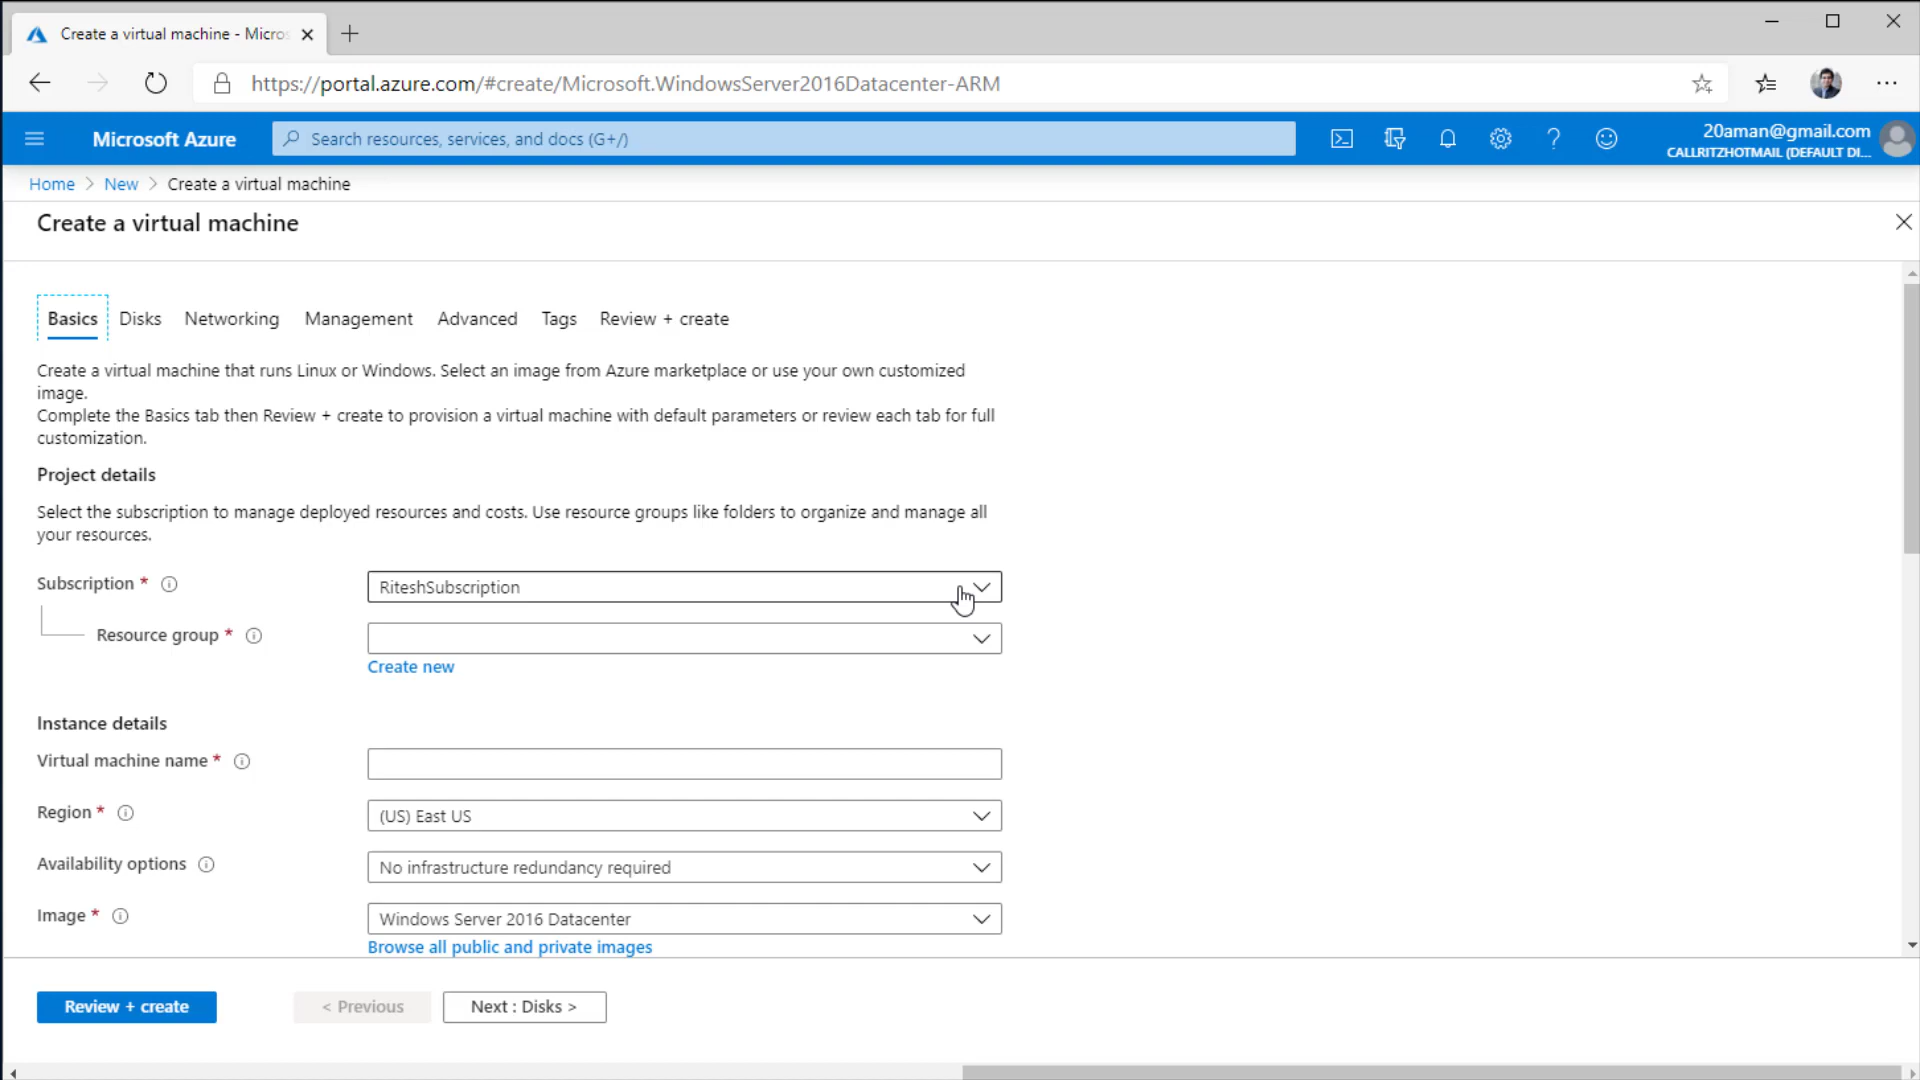 Create a virtual machine - Micros
https://portal.azure.com/#create/Microsoft.WindowsServer2016Datacenter-ARM
Microsoft Azure
Search resources, services, and docs (G+/)
20aman@gmail.com
CALLRITZHOTMAIL (DEFAULT DI...
Home > New > Create a virtual machine
Create a virtual machine
Basics Disks Networking Management Advanced Tags Review + create
Create a virtual machine that runs Linux or Windows. Select an image from Azure marketplace or use your own customized
image.
Complete the Basics tab then Review + create to provision a virtual machine with default parameters or review each tab for full
customization.
Project details
Select the subscription to manage deployed resources and costs. Use resource groups like folders to organize and manage all
your resources.
Subscription *
RiteshSubscription
Resource group *
Create new
Instance details
Virtual machine name *
Region *
(US) East US
Availability options
No infrastructure redundancy required
Image *
Windows Server 2016 Datacenter
Browse all public and private images
Review + create
< Previous
Next : Disks >